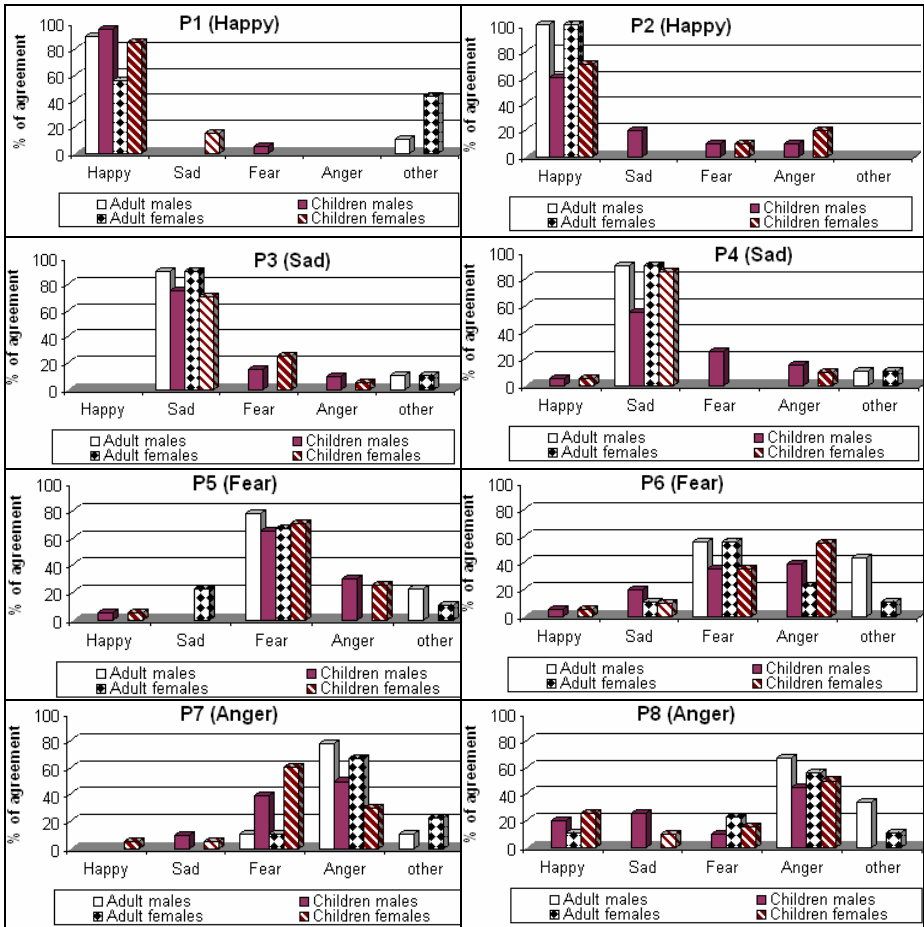 P1 (Happy)
% of agreement
100
80
60
40
20
0
Happy Sad Fear Anger other
Adult males Children males
Adult females Children females
P2 (Happy)
% of agreement
100
80
60
40
20
0
Happy Sad Fear Anger other
Adult males Children males
Adult females Children females
P3 (Sad)
% of agreement
100
80
60
40
20
0
Happy Sad Fear Anger other
Adult males Children males
Adult females Children females
P4 (Sad)
% of agreement
100
80
60
40
20
0
Happy Sad Fear Anger other
Adult males Children males
Adult females Children females
P5 (Fear)
% of agreement
100
80
60
40
20
0
Happy Sad Fear Anger other
Adult males Children males
Adult females Children females
P6 (Fear)
% of agreement
100
80
60
40
20
0
Happy Sad Fear Anger other
Adult males Children males
Adult females Children females
P7 (Anger)
% of agreement
100
80
60
40
20
0
Happy Sad Fear Anger other
Adult males Children males
Adult females Children females
P8 (Anger)
% of agreement
100
80
60
40
20
0
Happy Sad Fear Anger other
Adult males Children males
Adult females Children females